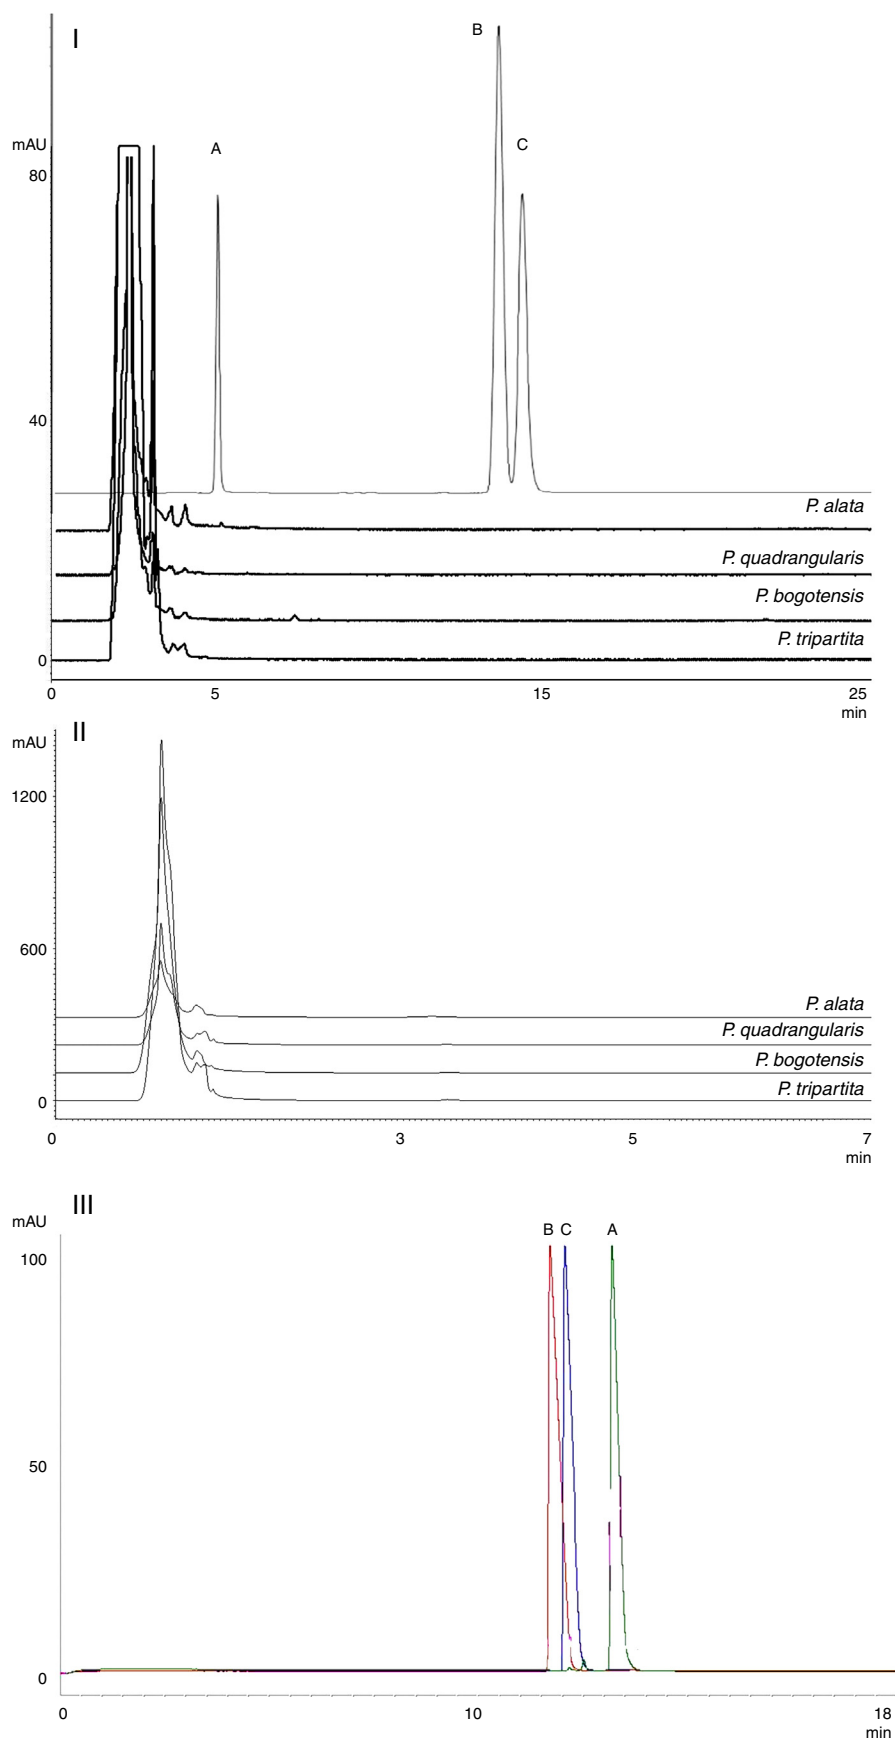 I
B
mAU
A
C
80
40
P. alata
P. quadrangularis
P. bogotensis
P. tripartita
0
0 5 15 25
min
II
mAU
1200
600
P. alata
P. quadrangularis
P. bogotensis
P. tripartita
0
0 3 5 7
min
III
mAU
B C A
100
50
0
0 10 18
min